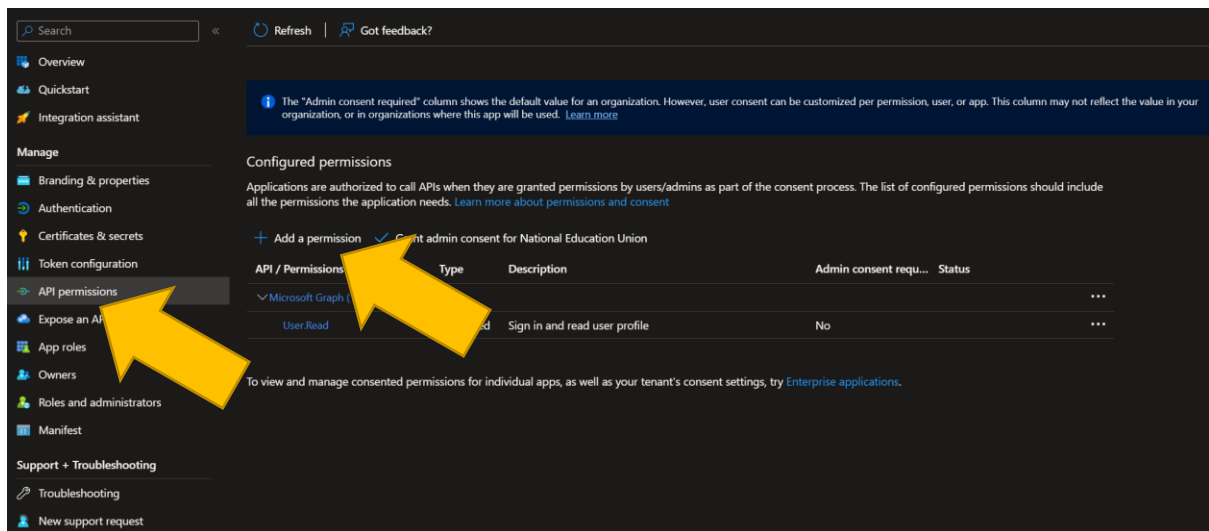 Search
Refresh
Got feedback?
Overview
Quickstart
Integration assistant
The "Admin consent required" column shows the default value for an organization. However, user consent can be customized per permission, user, or app. This column may not reflect the value in your
organization, or in organizations where this app will be used. Learn more
Manage
Branding & properties
Authentication
Certificates & secrets
Token configuration
API permissions
Expose an
App roles
Owners
Roles and administrators
Manifest
Support + Troubleshooting
Troubleshooting
New support request
Configured permissions
Applications are authorized to call APIs when they are granted permissions by users/admins as part of the consent process. The list of configured permissions should include
all the permissions the application needs. Learn more about permissions and consent
Add a permission
admin consent for National Education Union
API / Permissions Type Description Admin consent requ... Status
Microsoft Graph
User.Read Sign in and read user profile No
To view and manage consented permissions for individual apps, as well as your tenant's consent settings, try Enterprise applications.